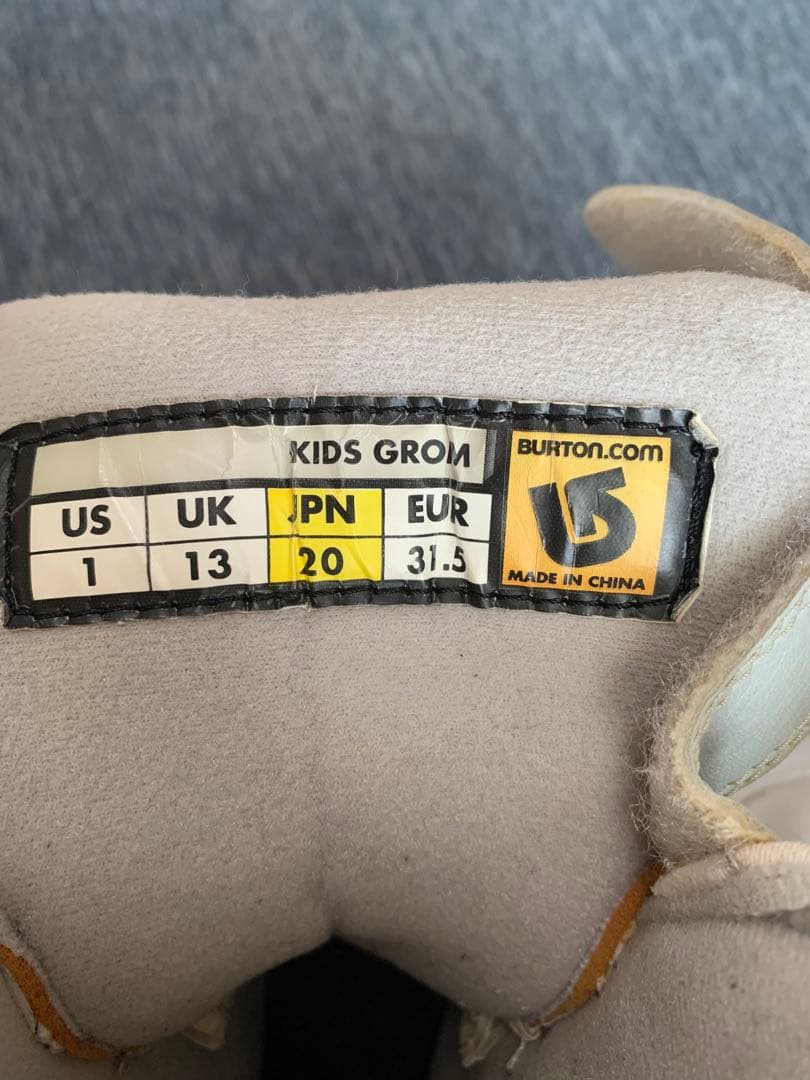 KIDS GROM
US UK JPN EUR
1 13 20 31.5
BURTON.COM
MADE IN CHINA